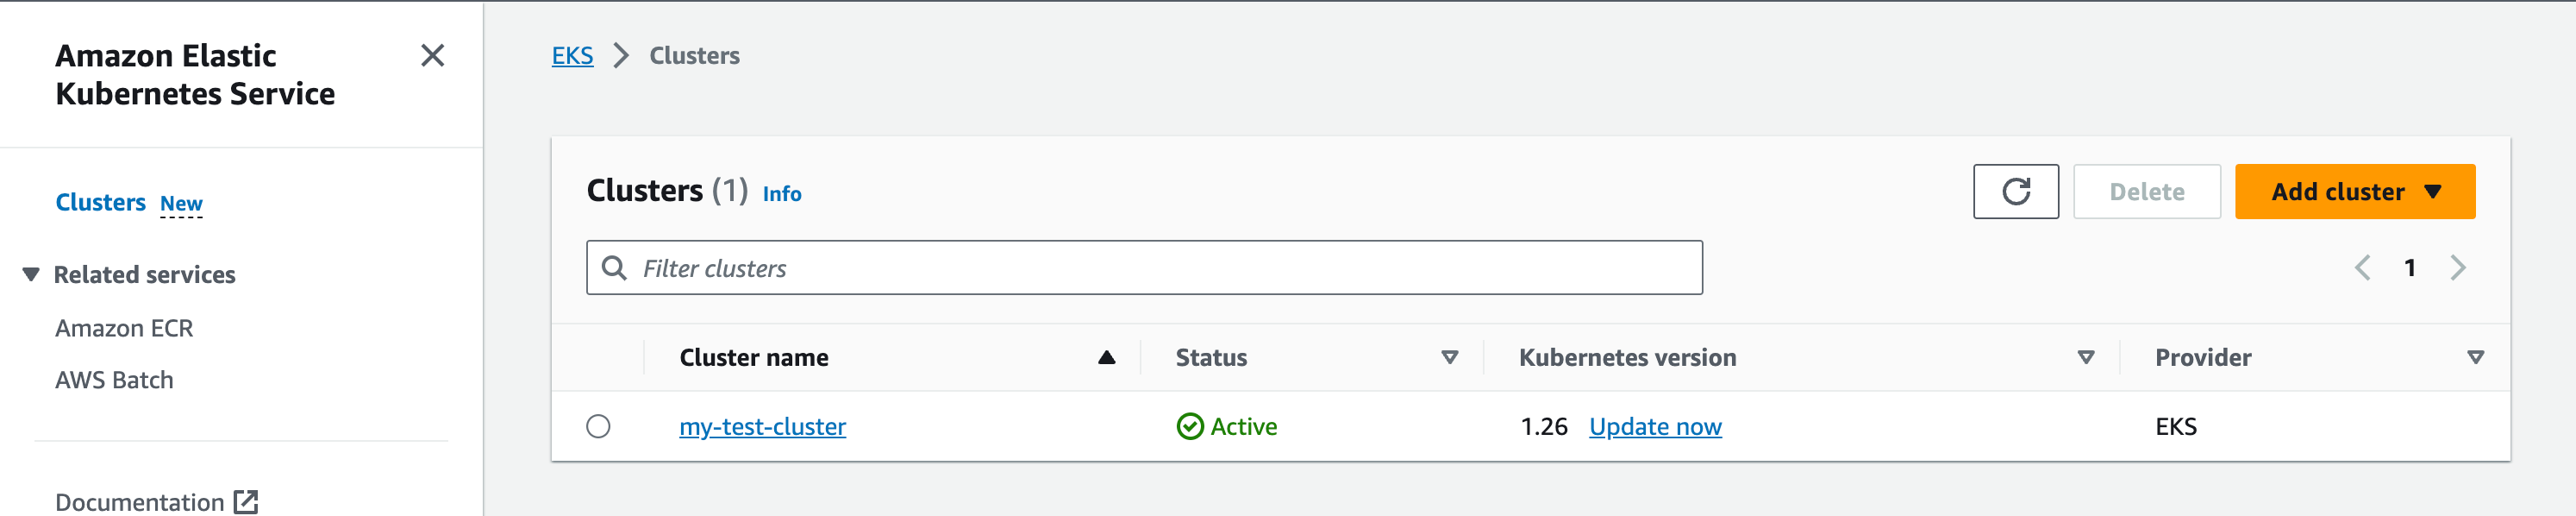 Amazon Elastic
Kubernetes Service
Clusters New
Related services
Amazon ECR
AWS Batch
Documentation
EKS Clusters
Clusters (1) Info
Delete
Add cluster
Filter clusters
1
Cluster name Status Kubernetes version Provider
my-test-cluster Active 1.26 Update now EKS